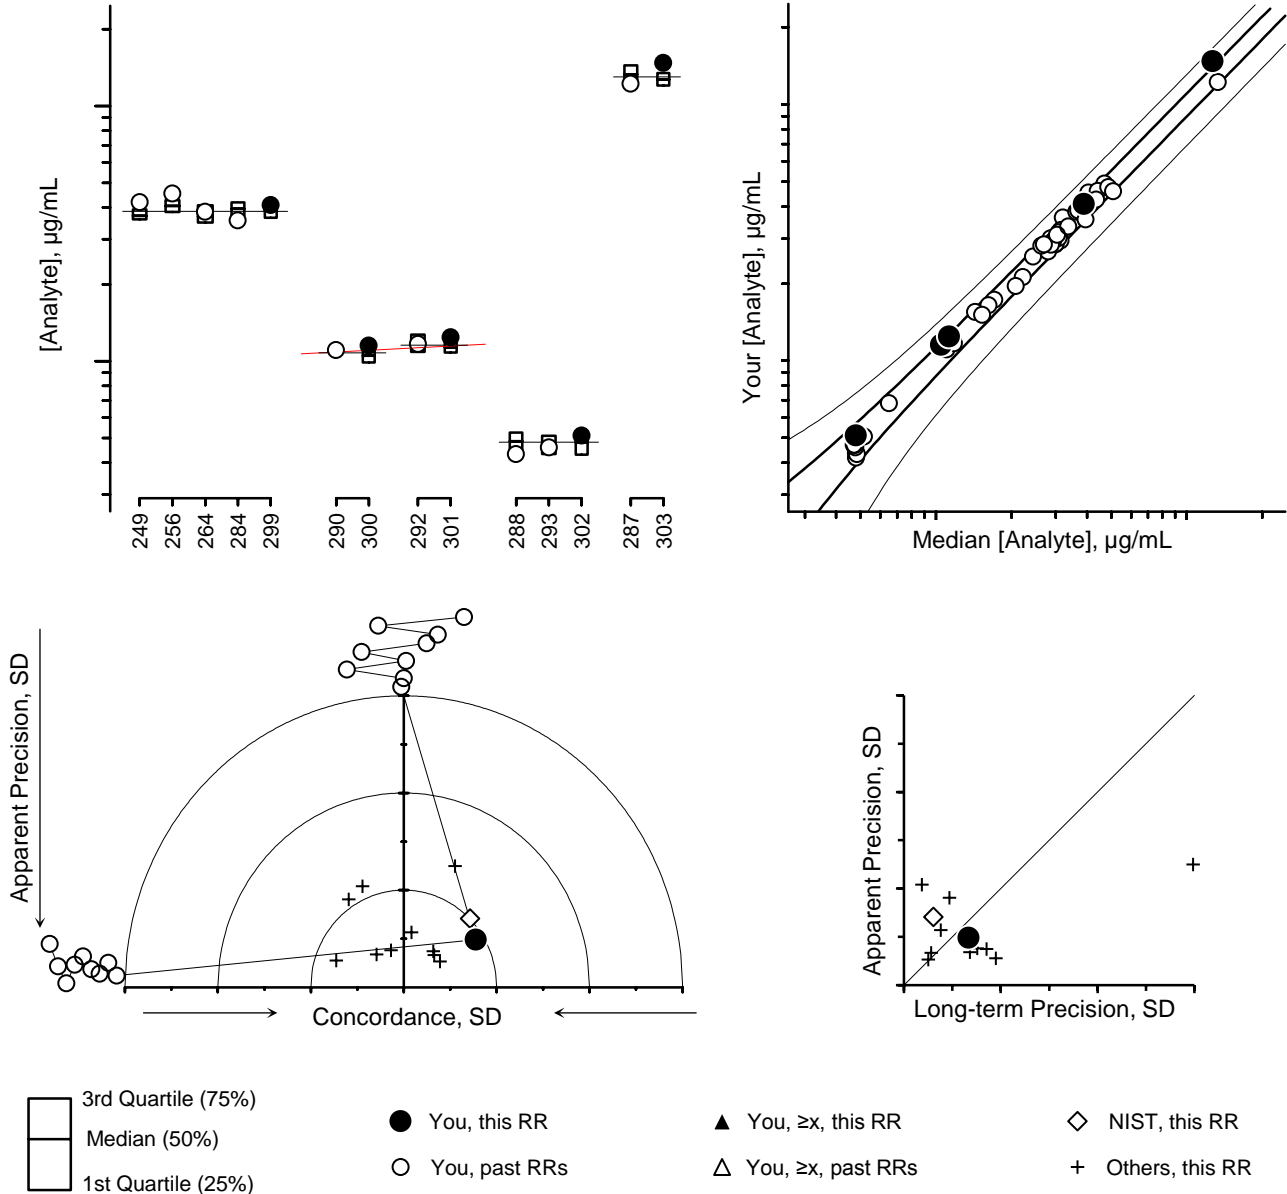 [Analyte], µg/mL
249
256
264
284
299
290
300
292
301
288
293
302
287
303
Your [Analyte], µg/mL
Median [Analyte], µg/mL
Apparent Precision, SD
Concordance, SD
Apparent Precision, SD
Long-term Precision, SD
3rd Quartile (75%)
Median (50%)
1st Quartile (25%)
You, this RR
You, past RRs
You, ≥x, this RR
You, ≥x, past RRs
NIST, this RR
Others, this RR